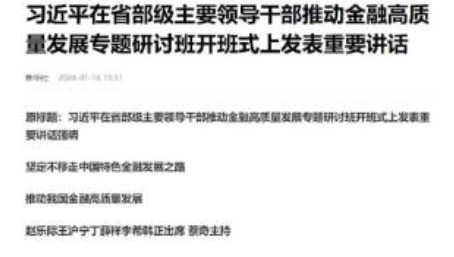 习近平在省部级主要领导干部推动金融高质
量发展专题研讨班开班式上发表重要讲话
新华社 2024-01-16 15:31
原标题：习近平在省部级主要领导干部推动金融高质量发展专题研讨班开班式上发表重
要讲话强调
坚定不移走中国特色金融发展之路
推动我国金融高质量发展
赵乐际王沪宁丁薛祥李希韩正出席 蔡奇主持